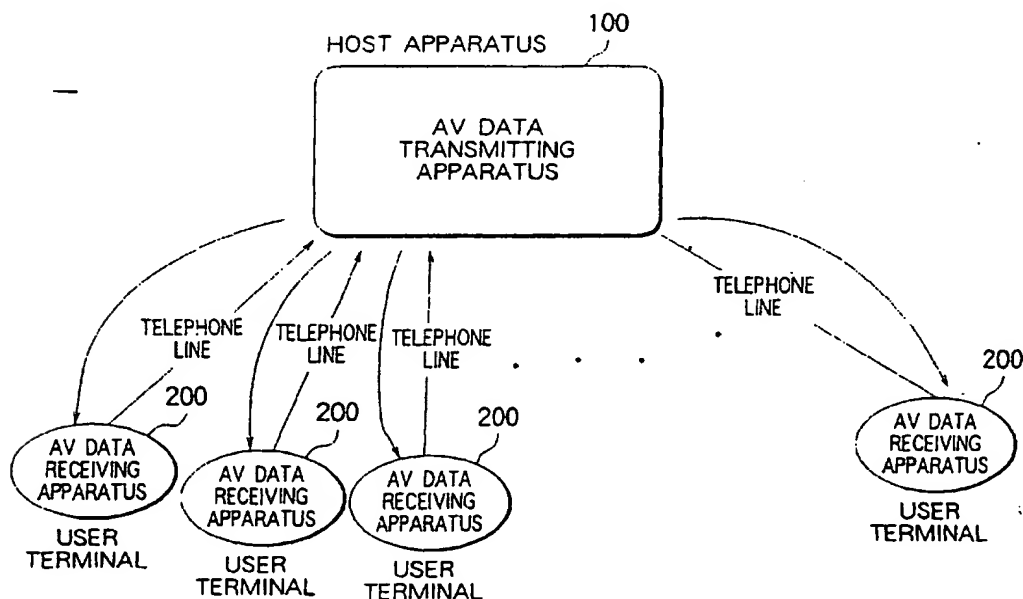 100
HOST APPARATUS
AV DATA
TRANSMITTING
APPARATUS
TELEPHONE
LINE
TELEPHONE
LINE
TELEPHONE
LINE
TELEPHONE
LINE
200
AV DATA
RECEIVING
APPARATUS
USER
TERMINAL
200
AV DATA
RECEIVING
APPARATUS
USER
TERMINAL
200
AV DATA
RECEIVING
APPARATUS
USER
TERMINAL
200
AV DATA
RECEIVING
APPARATUS
USER
TERMINAL